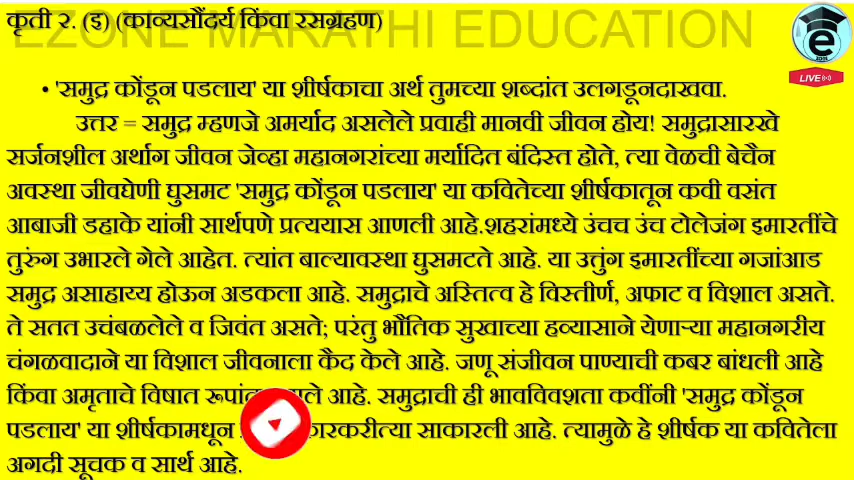 EZONE MARATHI EDUCATION
कृती २. (इ) (काव्यसौंदर्य किंवा रसग्रहण)
e
EZONE
LIVE
• 'समुद्र कोंडून पडलाय' या शीर्षकाचा अर्थ तुमच्या शब्दांत उलगडूनदाखवा.
उत्तर = समुद्र म्हणजे अमर्याद असलेले प्रवाही मानवी जीवन होय! समुद्रासारखे
सर्जनशील अर्थाग जीवन जेव्हा महानगरांच्या मर्यादित बंदिस्त होते, त्या वेळची बेचैन
अवस्था जीवघेणी घुसमट 'समुद्र कोंडून पडलाय' या कवितेच्या शीर्षकातून कवी वसंत
आबाजी डहाके यांनी सार्थपणे प्रत्ययास आणली आहे.शहरांमध्ये उंचच उंच टोलेजंग इमारतींचे
तुरुंग उभारले गेले आहेत. त्यांत बाल्यावस्था घुसमटते आहे. या उत्तुंग इमारतींच्या गजांआड
समुद्र असाहाय्य होऊन अडकला आहे. समुद्राचे अस्तित्व हे विस्तीर्ण, अफाट व विशाल असते.
ते सतत उचंबळलेले व जिवंत असते; परंतु भौतिक सुखाच्या हव्यासाने येणाऱ्या महानगरीय
चंगळवादाने या विशाल जीवनाला कैद केले आहे. जणू संजीवन पाण्याची कबर बांधली आहे
किंवा अमृताचे विषात आहे. समुद्राची ही भावविवशता कवींनी 'समुद्र कोंडून
पडलाय' या शीर्षकामधून साकारली आहे. त्यामुळे हे शीर्षक या कवितेला
अगदी सूचक व सार्थ आहे.